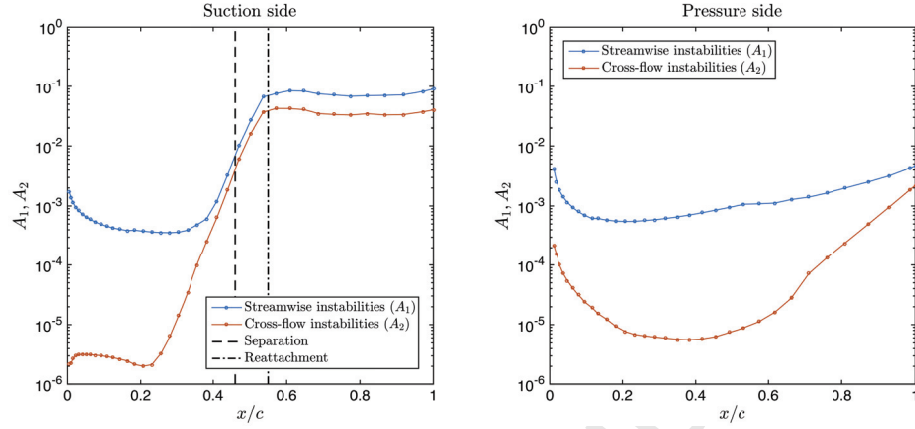 Suction side
10^0
10^-1
10^-2
10^-3
10^-4
10^-5
10^-6
A_1, A_2
Streamwise instabilities (A_1)
Cross-flow instabilities (A_2)
Separation
Reattachment
0 0.2 0.4 0.6 0.8 1
x/c
Pressure side
10^0
10^-1
10^-2
10^-3
10^-4
10^-5
10^-6
A_1, A_2
Streamwise instabilities (A_1)
Cross-flow instabilities (A_2)
0 0.2 0.4 0.6 0.8 1
x/c